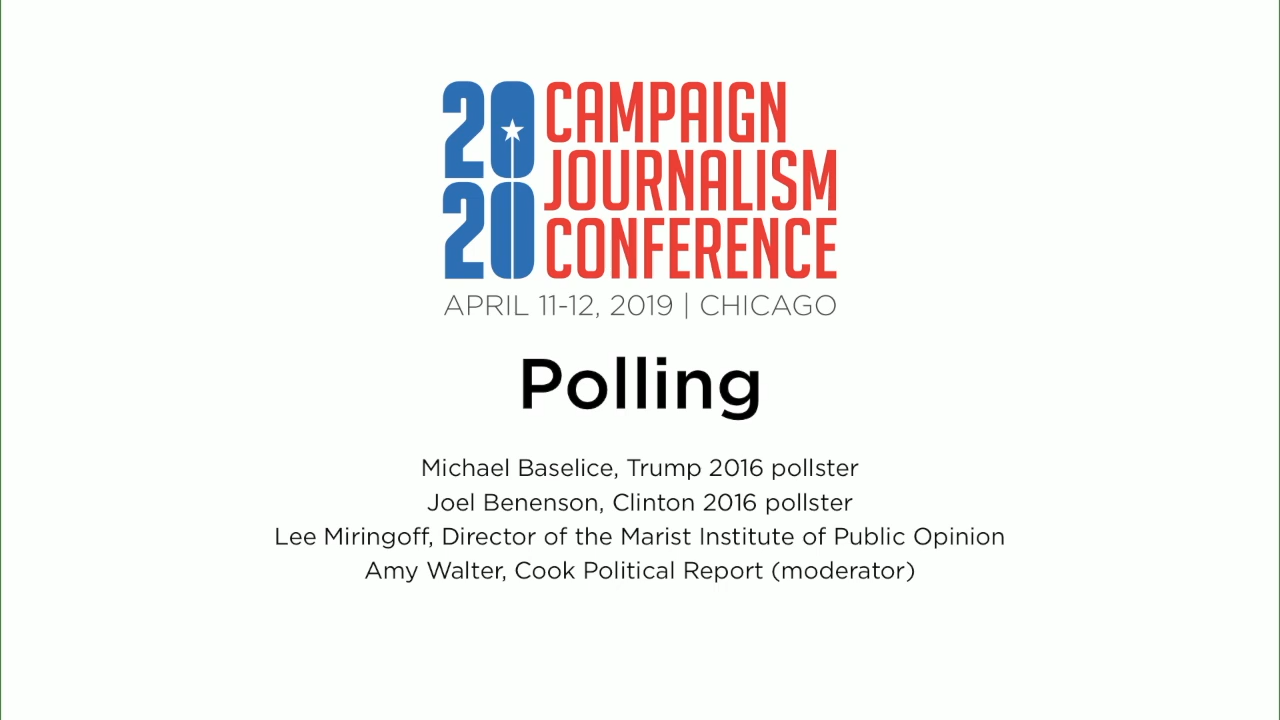 2020 CAMPAIGN
JOURNALISM
CONFERENCE
APRIL 11-12, 2019 | CHICAGO
Polling
Michael Baselice, Trump 2016 pollster
Joel Benenson, Clinton 2016 pollster
Lee Miringoff, Director of the Marist Institute of Public Opinion
Amy Walter, Cook Political Report (moderator)